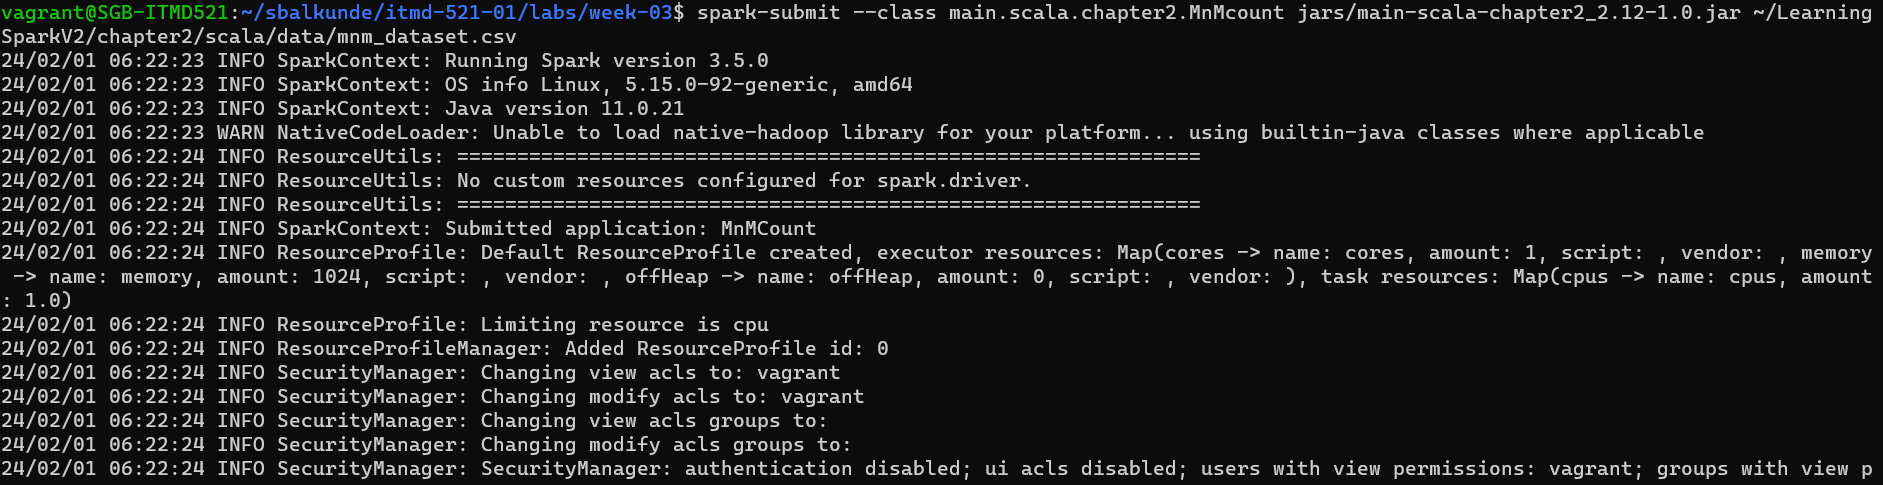 vagrant@SGB-ITMD521:~/sbalkunde/itmd-521-01/labs/week-03$ spark-submit --class main.scala.chapter2.MnMcount jars/main-scala-chapter2_2.12-1.0.jar ~/Learning
SparkV2/chapter2/scala/data/mnm_dataset.csv
24/02/01 06:22:23 INFO SparkContext: Running Spark version 3.5.0
24/02/01 06:22:23 INFO SparkContext: OS info Linux, 5.15.0-92-generic, amd64
24/02/01 06:22:23 INFO SparkContext: Java version 11.0.21
24/02/01 06:22:23 WARN NativeCodeLoader: Unable to load native-hadoop library for your platform... using builtin-java classes where applicable
24/02/01 06:22:24 INFO ResourceUtils: ==============================================================
24/02/01 06:22:24 INFO ResourceUtils: No custom resources configured for spark.driver.
24/02/01 06:22:24 INFO ResourceUtils: ==============================================================
24/02/01 06:22:24 INFO SparkContext: Submitted application: MnMCount
24/02/01 06:22:24 INFO ResourceProfile: Default ResourceProfile created, executor resources: Map(cores -> name: cores, amount: 1, script: , vendor: , memory
 -> name: memory, amount: 1024, script: , vendor: , offHeap -> name: offHeap, amount: 0, script: , vendor: ), task resources: Map(cpus -> name: cpus, amount
: 1.0)
24/02/01 06:22:24 INFO ResourceProfile: Limiting resource is cpu
24/02/01 06:22:24 INFO ResourceProfileManager: Added ResourceProfile id: 0
24/02/01 06:22:24 INFO SecurityManager: Changing view acls to: vagrant
24/02/01 06:22:24 INFO SecurityManager: Changing modify acls to: vagrant
24/02/01 06:22:24 INFO SecurityManager: Changing view acls groups to:
24/02/01 06:22:24 INFO SecurityManager: Changing modify acls groups to:
24/02/01 06:22:24 INFO SecurityManager: SecurityManager: authentication disabled; ui acls disabled; users with view permissions: vagrant; groups with view p